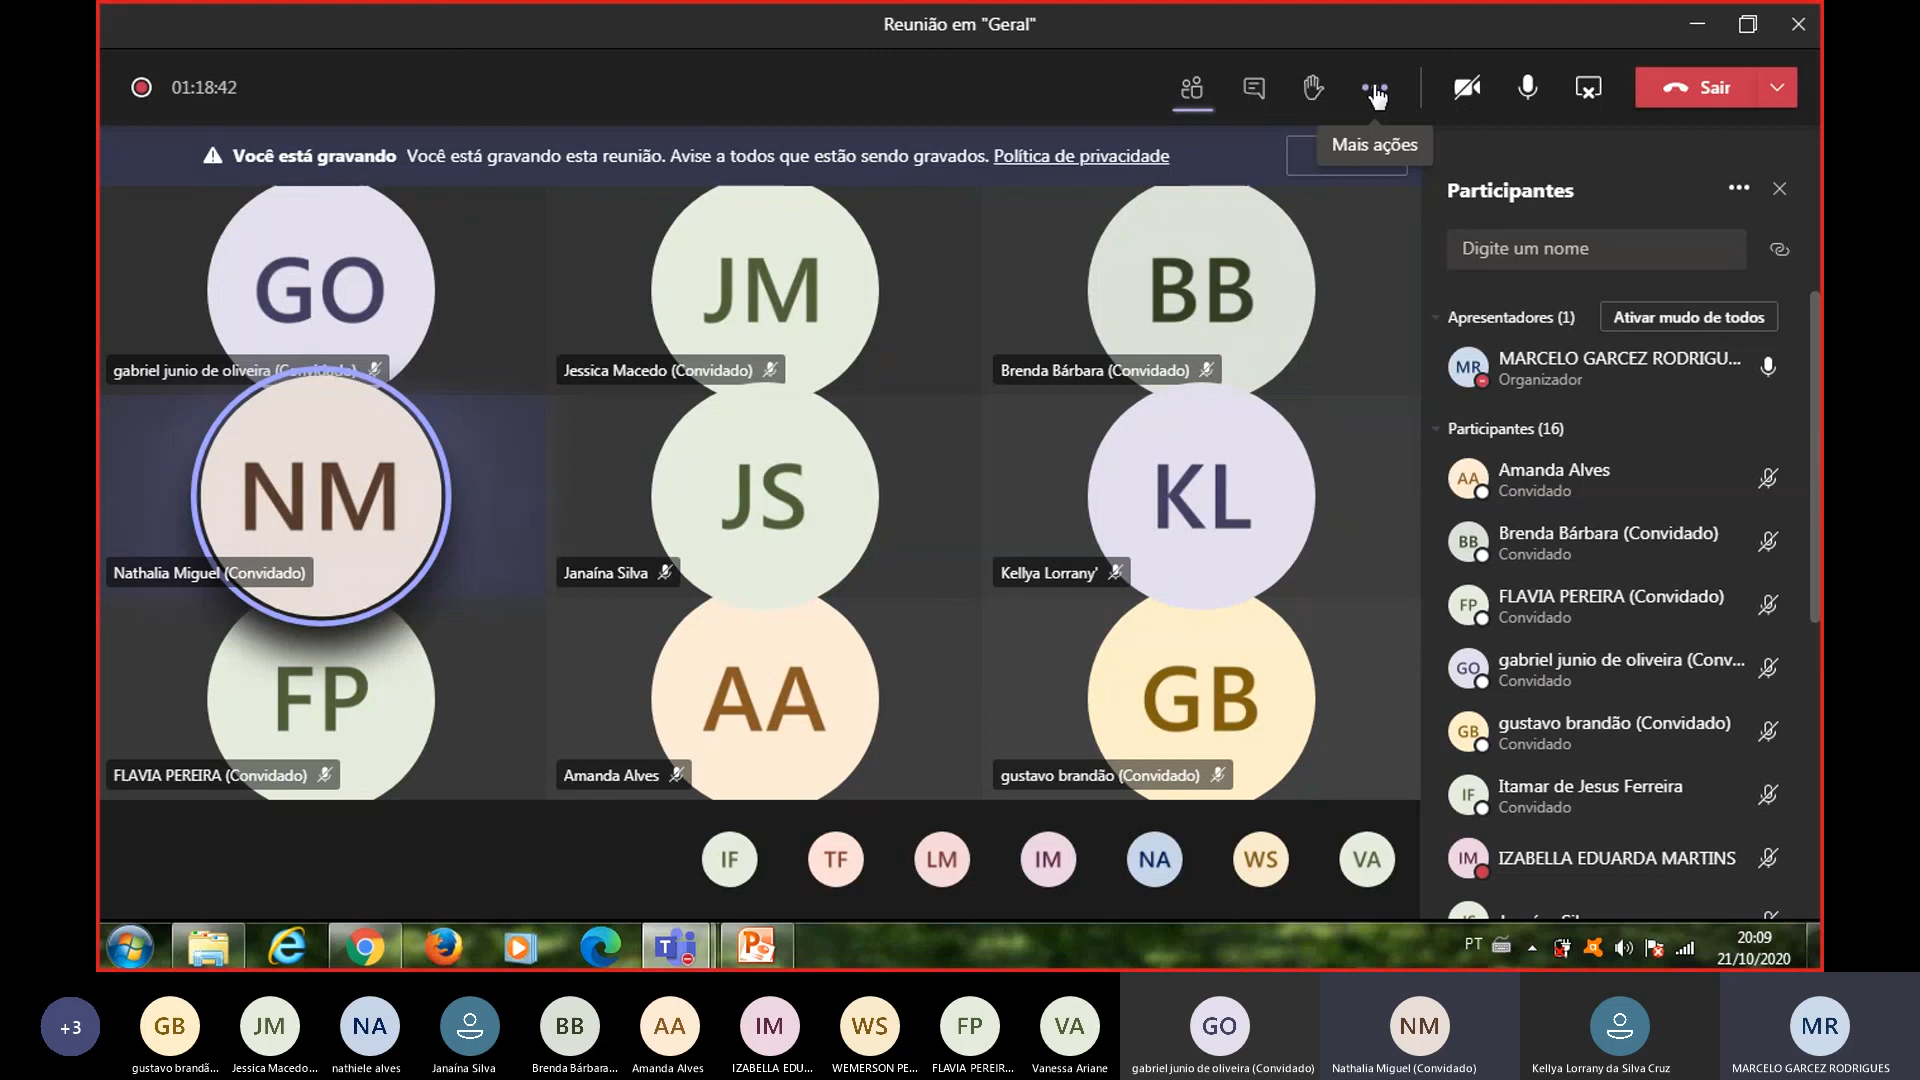 Reunião em "Geral"
01:18:42
Sair
Mais ações
Você está gravando Você está gravando esta reunião. Avise a todos que estão sendo gravados. Política de privacidade
GO
gabriel junio de oliveira (Convidado)
JM
Jessica Macedo (Convidado)
BB
Brenda Bárbara (Convidado)
NM
Nathalia Miguel (Convidado)
JS
Janaína Silva
KL
Kellya Lorrany'
FP
FLAVIA PEREIRA (Convidado)
AA
Amanda Alves
GB
gustavo brandão (Convidado)
IF TF LM IM NA WS VA
Participantes
Digite um nome
Apresentadores (1) Ativar mudo de todos
MR MARCELO GARCEZ RODRIGU...
Organizador
Participantes (16)
AA Amanda Alves
Convidado
BB Brenda Bárbara (Convidado)
Convidado
FP FLAVIA PEREIRA (Convidado)
Convidado
GO gabriel junio de oliveira (Conv...
Convidado
GB gustavo brandão (Convidado)
Convidado
IF Itamar de Jesus Ferreira
Convidado
IM IZABELLA EDUARDA MARTINS
PT
20:09
21/10/2020
+3
GB
gustavo brandã...
JM
Jessica Macedo...
NA
nathiele alves
Janaína Silva
BB
Brenda Bárbara...
AA
Amanda Alves
IM
IZABELLA EDU...
WS
WEMERSON PE...
FP
FLAVIA PEREIR...
VA
Vanessa Ariane
GO
gabriel junio de oliveira (Convidado)
NM
Nathalia Miguel (Convidado)
Kellya Lorrany da Silva Cruz
MR
MARCELO GARCEZ RODRIGUES